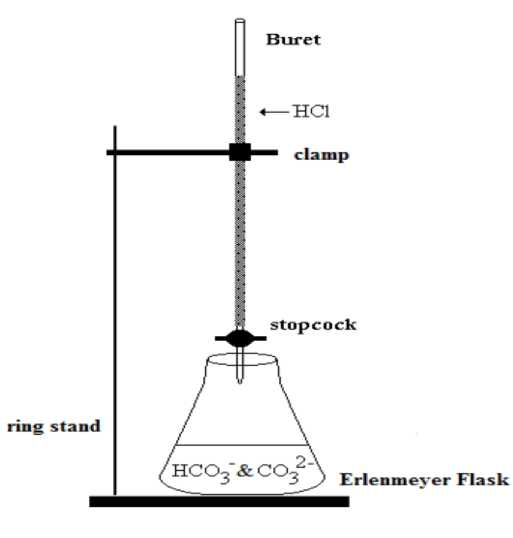 Buret
HCl
clamp
stopcock
ring stand
HCO₃⁻ & CO₃²⁻
Erlenmeyer Flask